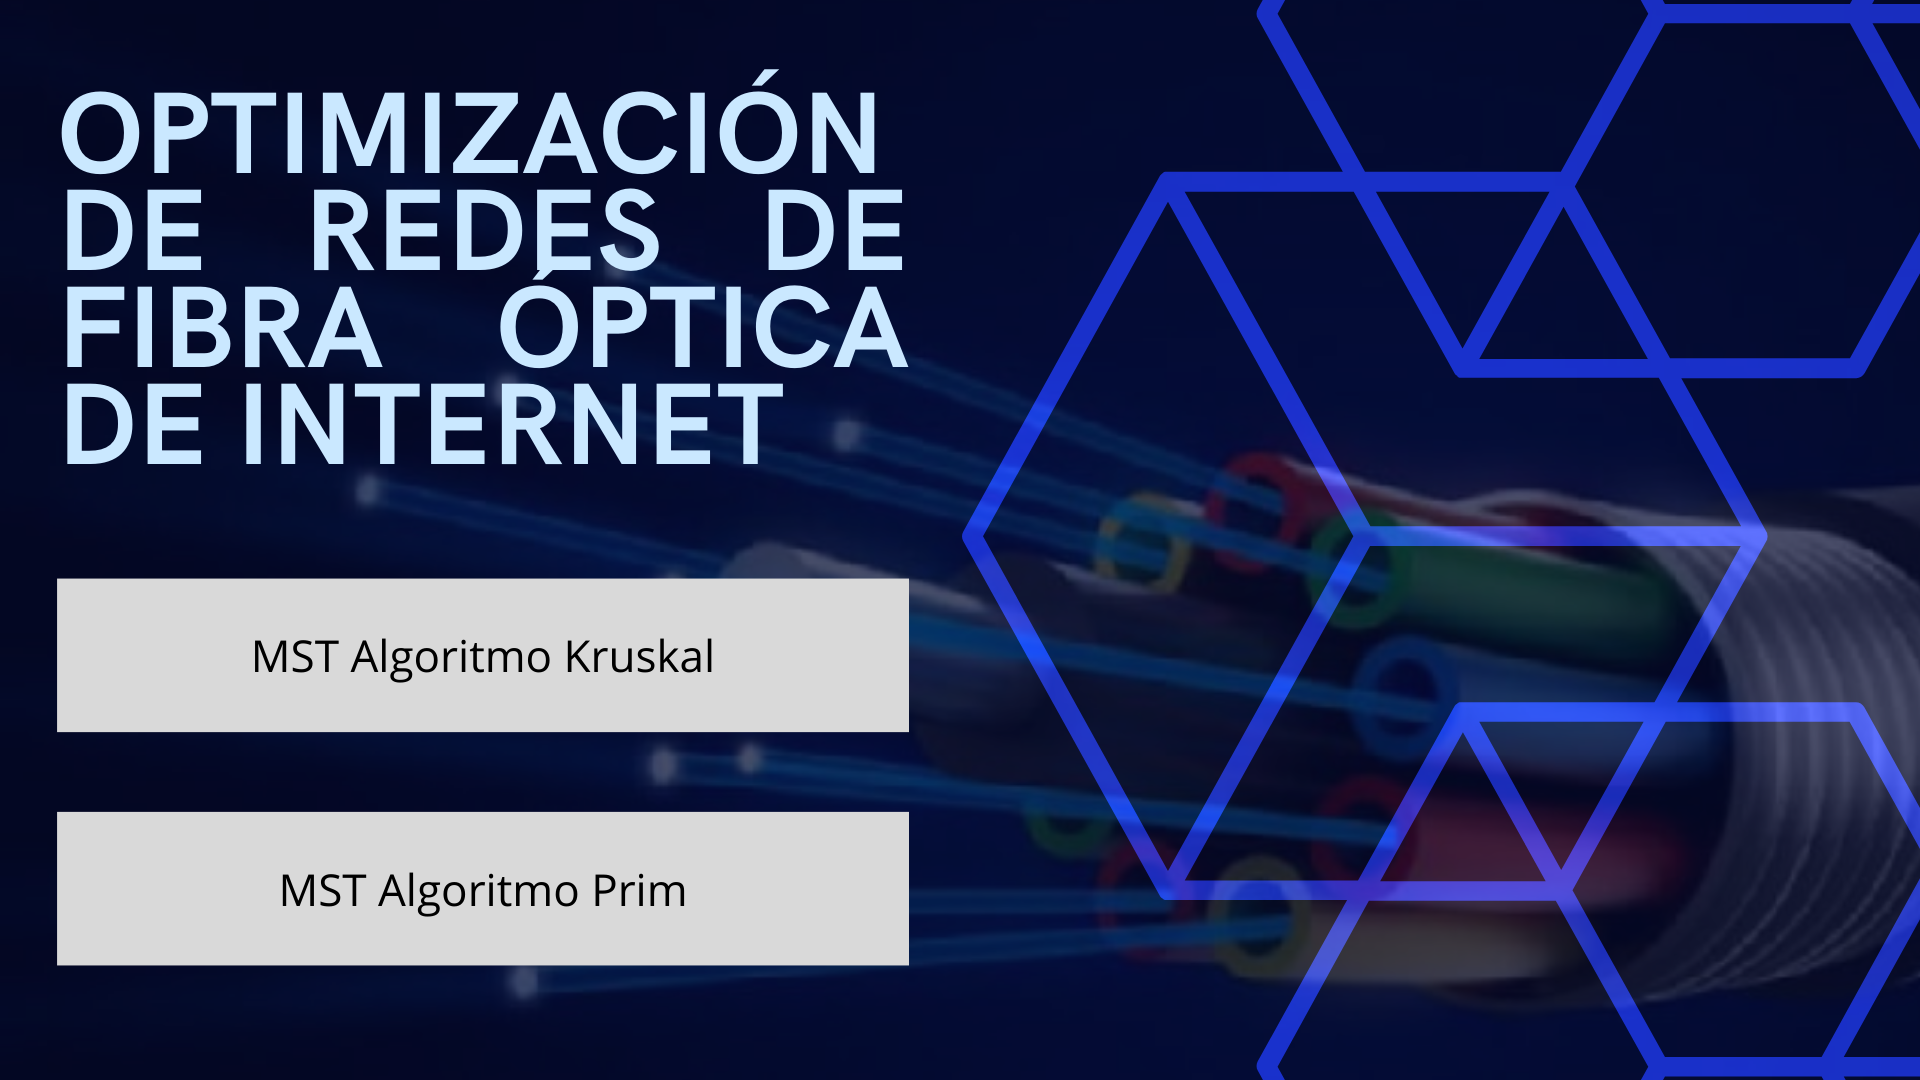 OPTIMIZACIÓN
DE REDES DE
FIBRA ÓPTICA
DE INTERNET
MST Algoritmo Kruskal
MST Algoritmo Prim